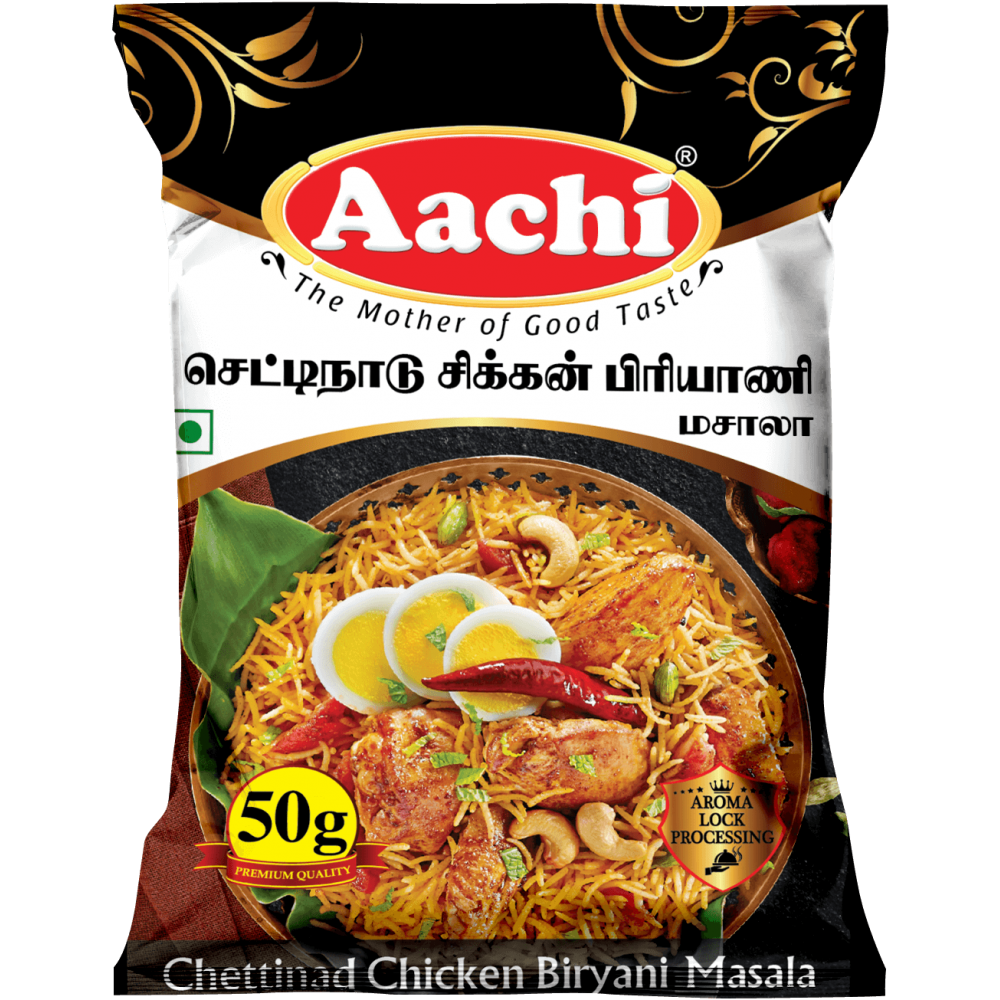 Aachi®
The Mother of Good Taste
செட்டிநாடு சிக்கன் பிரியாணி
மசாலா
50g
PREMIUM QUALITY
AROMA
LOCK
PROCESSING
Chettinad Chicken Biryani Masala